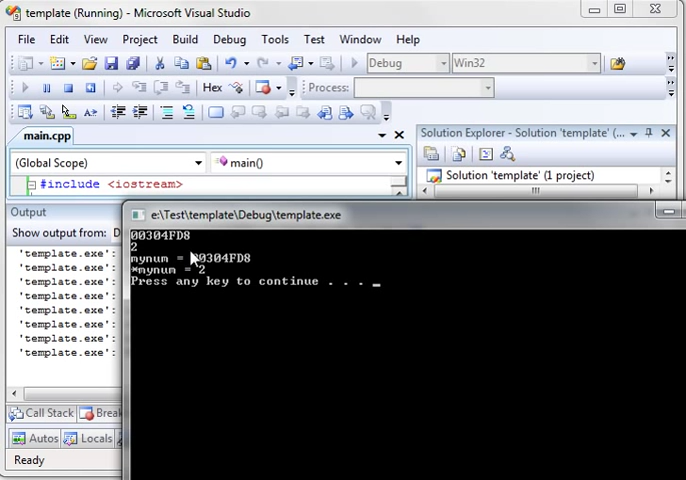 template (Running) - Microsoft Visual Studio
File Edit View Project Build Debug Tools Test Window Help
Debug Win32
Hex Process:
main.cpp
Solution Explorer - Solution 'template' (...
(Global Scope) main()
Solution 'template' (1 project)
#include <iostream>
Output
e:\Test\template\Debug\template.exe
Show output from: D
00304FD8
2
mynum = 00304FD8
*mynum = 2
Press any key to continue . . . _
'template.exe':
'template.exe':
'template.exe':
'template.exe':
'template.exe':
'template.exe':
'template.exe':
'template.exe':
Call Stack Break
Autos Locals
Ready